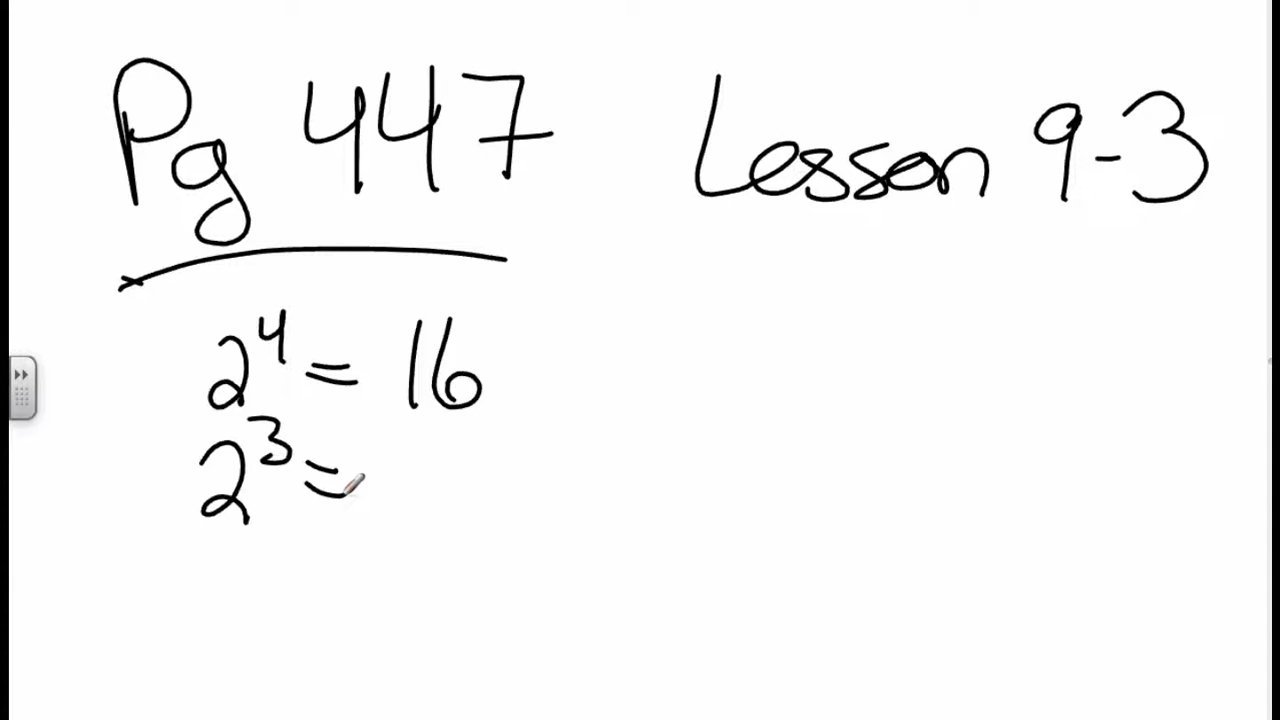 Pg 447 Lesson 9-3
2⁴ = 16
2³ =